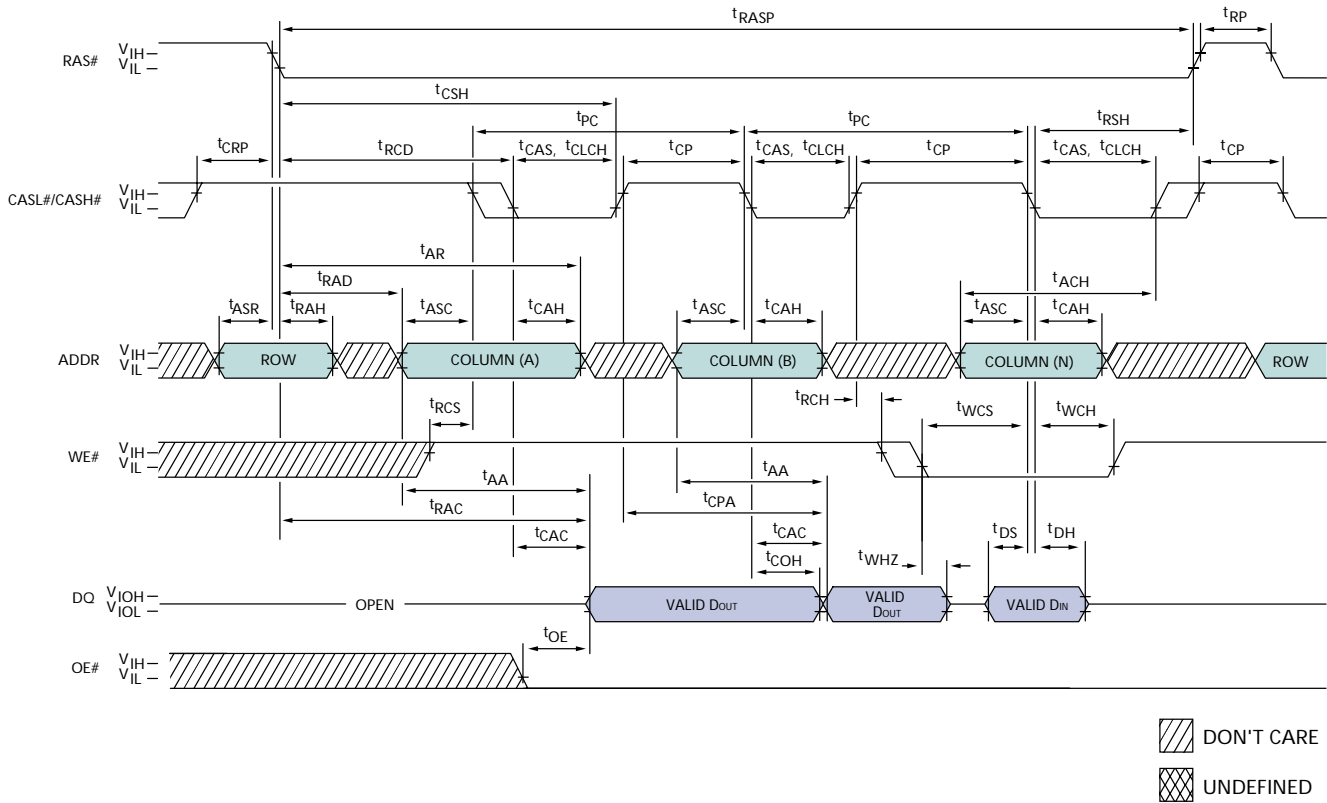 tRASP tRP
RAS# VIH
VIL
tCSH
tPC tPC tRSH
tCRP tRCD tCAS, tCLCH tCP tCAS, tCLCH tCP tCAS, tCLCH tCP
CASL#/CASH# VIH
VIL
tAR
tRAD tACH
tASR tRAH tASC tCAH tASC tCAH tASC tCAH
ADDR VIH
VIL
ROW COLUMN (A) COLUMN (B) COLUMN (N) ROW
tRCS tRCH tWCS tWCH
WE# VIH
VIL
tAA tAA
tRAC tCPA
tCAC tCAC tDS tDH
tCOH tWHZ
DQ VIOH
VIOL
OPEN VALID DOUT VALID DOUT VALID DIN
tOE
OE# VIH
VIL
DON'T CARE
UNDEFINED